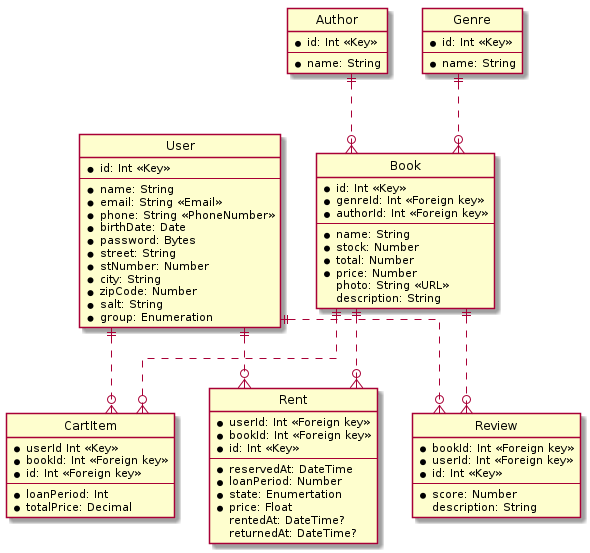 Author
id: Int «Key»
name: String
Genre
id: Int «Key»
name: String
User
id: Int «Key»
name: String
email: String «Email»
phone: String «PhoneNumber»
birthDate: Date
password: Bytes
street: String
stNumber: Number
city: String
zipCode: Number
salt: String
group: Enumeration
Book
id: Int «Key»
genreId: Int «Foreign key»
authorId: Int «Foreign key»
name: String
stock: Number
total: Number
price: Number
photo: String «URL»
description: String
CartItem
userId Int «Key»
bookId: Int «Foreign key»
id: Int «Foreign key»
loanPeriod: Int
totalPrice: Decimal
Rent
userId: Int «Foreign key»
bookId: Int «Foreign key»
id: Int «Key»
reservedAt: DateTime
loanPeriod: Number
state: Enumertation
price: Float
rentedAt: DateTime?
returnedAt: DateTime?
Review
bookId: Int «Foreign key»
userId: Int «Foreign key»
id: Int «Key»
score: Number
description: String